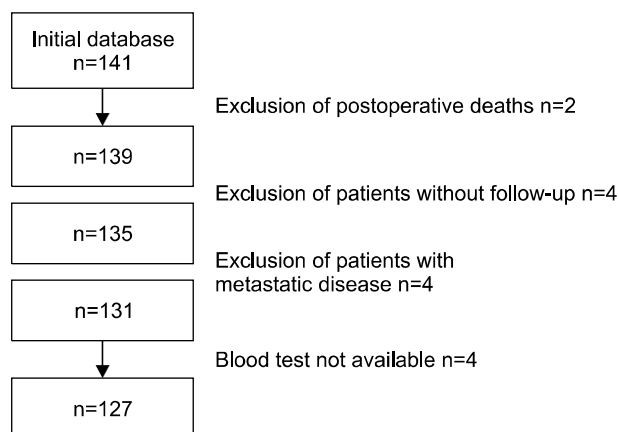 Initial database
n=141
Exclusion of postoperative deaths n=2
n=139
Exclusion of patients without follow-up n=4
n=135
Exclusion of patients with
metastatic disease n=4
n=131
Blood test not available n=4
n=127